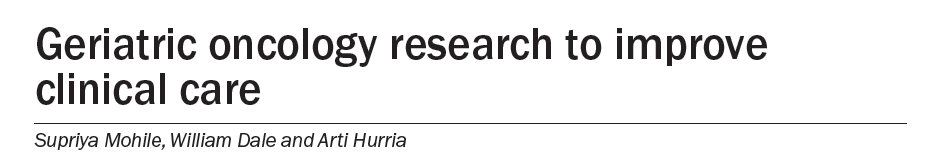 Geriatric oncology research to improve
clinical care
Supriya Mohile, William Dale and Arti Hurria